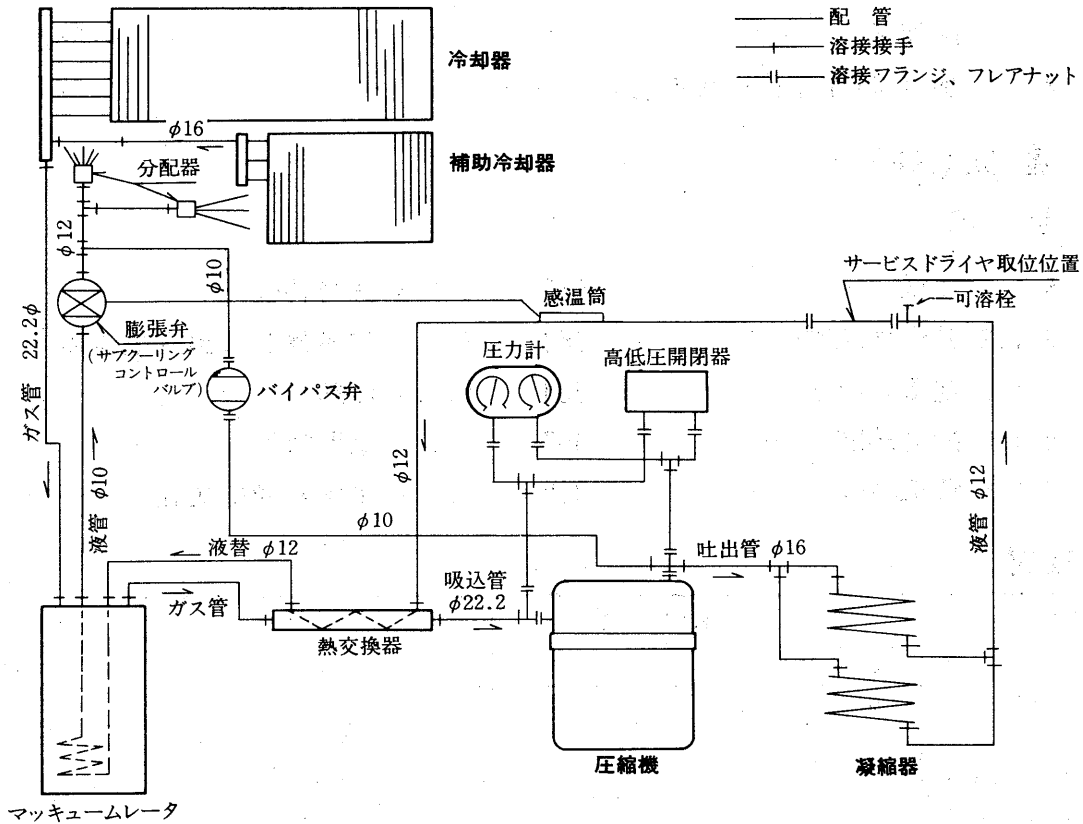 配 管
溶接接手
溶接フランジ、フレアナット
冷却器
φ16
補助冷却器
分配器
φ12
φ10
サービスドライヤ取位位置
感温筒
可溶栓
膨張弁
(サブクーリング
コントロール
バルブ)
22.2φ
ガス管
バイパス弁
圧力計
高低圧開閉器
φ12
液管 φ10
液管 φ12
φ10
液替 φ12
吐出管 φ16
ガス管
吸込管
φ22.2
熱交換器
圧縮機
凝縮器
マッキュームレータ